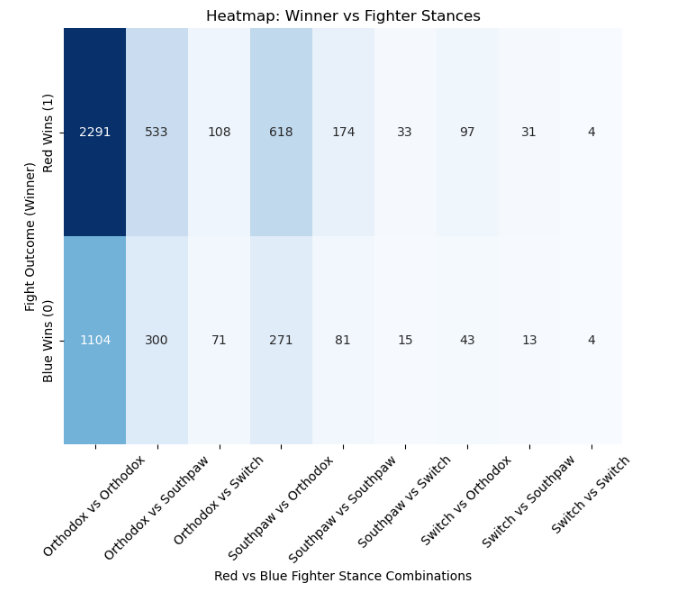 Heatmap: Winner vs Fighter Stances
Fight Outcome (Winner)
Red Wins (1)
2291 533 108 618 174 33 97 31 4
Blue Wins (0)
1104 300 71 271 81 15 43 13 4
Orthodox vs Orthodox
Orthodox vs Southpaw
Orthodox vs Switch
Southpaw vs Orthodox
Southpaw vs Southpaw
Southpaw vs Switch
Switch vs Orthodox
Switch vs Southpaw
Switch vs Switch
Red vs Blue Fighter Stance Combinations